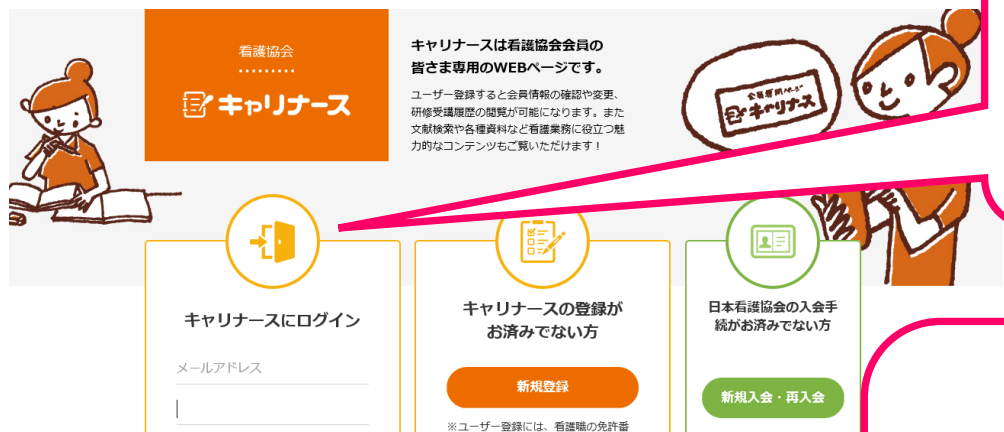 看護協会
キャリナース
キャリナースは看護協会会員の
皆さま専用のWEBページです。
ユーザー登録すると会員情報の確認や変更、
研修受講履歴の閲覧が可能になります。また
文献検索や各種資料など看護業務に役立つ魅
力的なコンテンツもご覧いただけます！
会員専用ページ
キャリナース
キャリナースにログイン
メールアドレス
キャリナースの登録が
お済みでない方
新規登録
※ユーザー登録には、看護職の免許番
日本看護協会の入会手
続がお済みでない方
新規入会・再入会